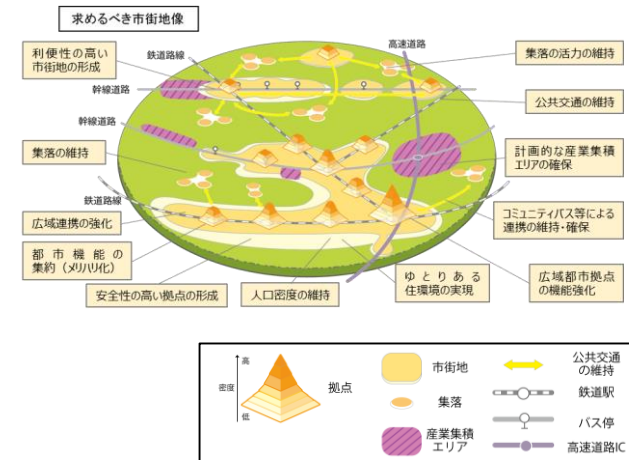 求めるべき市街地像
利便性の高い
市街地の形成
鉄道路線
高速道路
集落の活力の維持
幹線道路
公共交通の維持
幹線道路
集落の維持
計画的な産業集積
エリアの確保
鉄道路線
広域連携の強化
コミュニティバス等による
連携の維持・確保
都市機能の
集約（メリハリ化）
安全性の高い拠点の形成
人口密度の維持
ゆとりある
住環境の実現
広域都市拠点
の機能強化
高
密度
低
拠点
市街地
集落
産業集積
エリア
公共交通
の維持
鉄道駅
バス停
高速道路IC